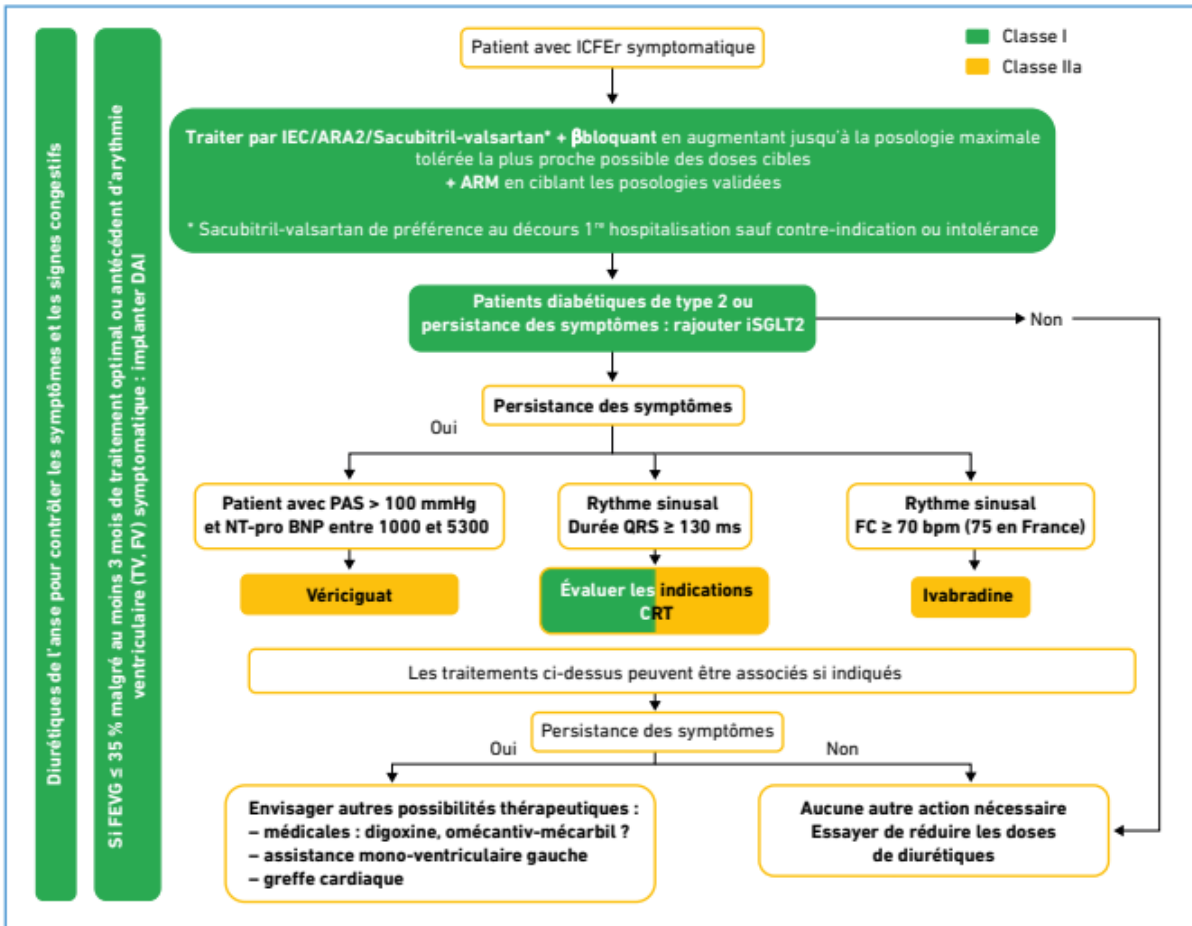 Diurétiques de l'anse pour contrôler les symptômes et les signes congestifs
Si FEVG ≤ 35 % malgré au moins 3 mois de traitement optimal ou antécédent d'arythmie
ventriculaire (TV, FV) symptomatique : implanter DAI
Patient avec ICFEr symptomatique
Classe I
Classe IIa
Traiter par IEC/ARA2/Sacubitril-valsartan* + βbloquant en augmentant jusqu'à la posologie maximale
tolérée la plus proche possible des doses cibles
+ ARM en ciblant les posologies validées
* Sacubitril-valsartan de préférence au décours 1re hospitalisation sauf contre-indication ou intolérance
Patients diabétiques de type 2 ou
persistance des symptômes : rajouter iSGLT2
Non
Persistance des symptômes
Oui
Patient avec PAS > 100 mmHg
et NT-pro BNP entre 1000 et 5300
Rythme sinusal
Durée QRS ≥ 130 ms
Rythme sinusal
FC ≥ 70 bpm (75 en France)
Vériciguat
Évaluer les indications
CRT
Ivabradine
Les traitements ci-dessus peuvent être associés si indiqués
Persistance des symptômes
Oui
Non
Envisager autres possibilités thérapeutiques :
– médicales : digoxine, omécantiv-mécarbil ?
– assistance mono-ventriculaire gauche
– greffe cardiaque
Aucune autre action nécessaire
Essayer de réduire les doses
de diurétiques